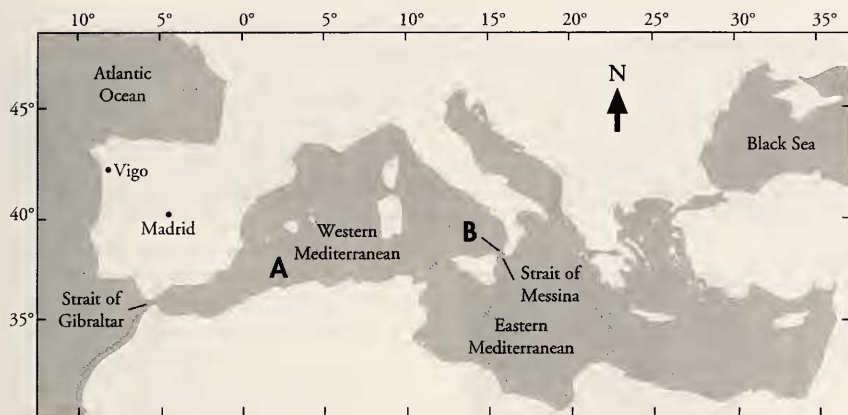 10° 5° 0° 5° 10° 15° 20° 25° 30° 35°
Atlantic
Ocean
N
45°
Black Sea
Vigo
40°
Madrid
Western
Mediterranean
A
B
Strait of
Messina
Strait of
Gibraltar
35°
Eastern
Mediterranean